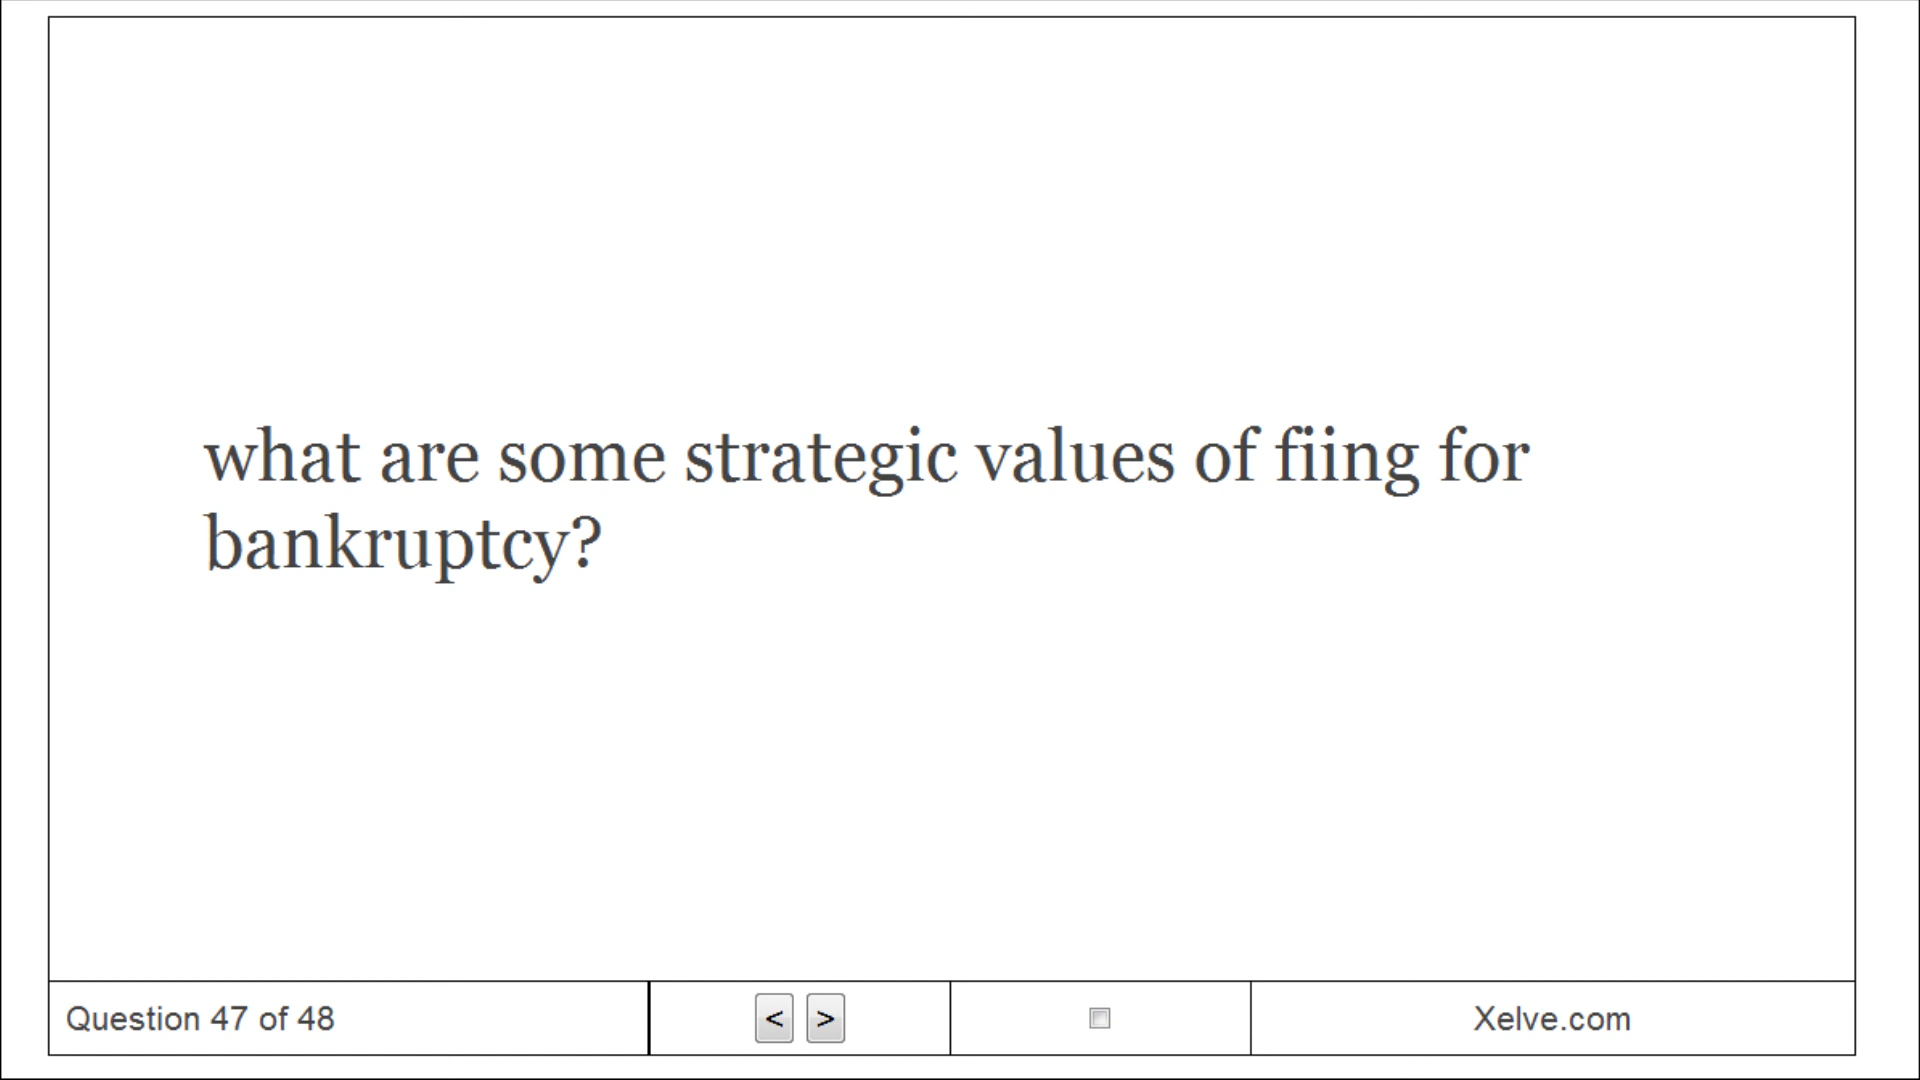 what are some strategic values of fiing for
bankruptcy?
Question 47 of 48
< >
Xelve.com